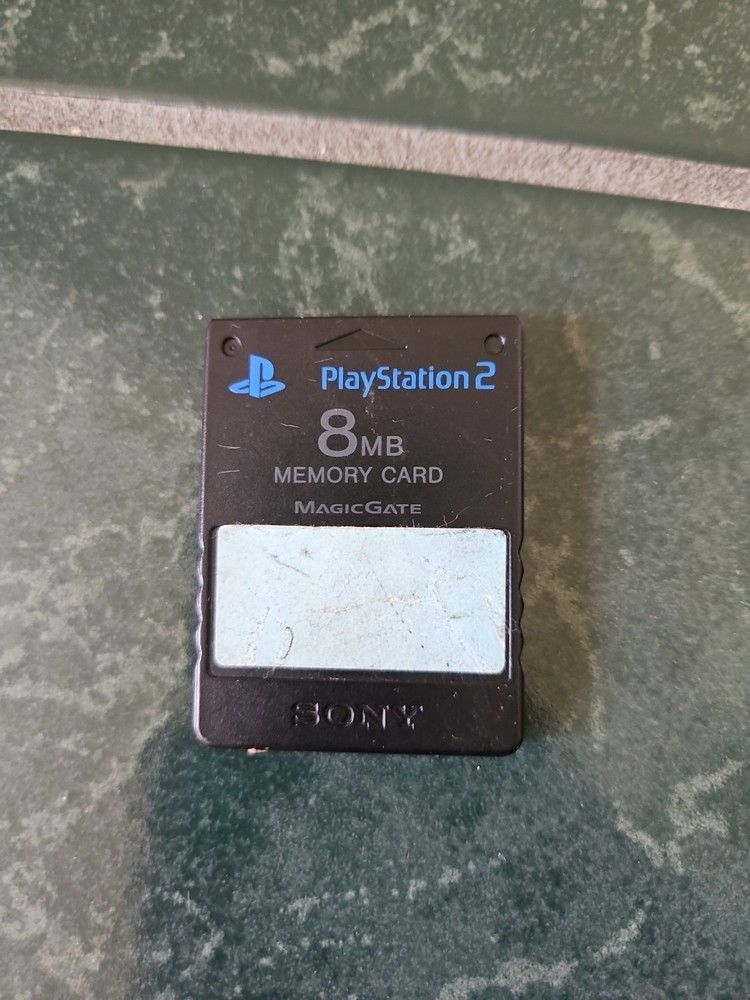 PlayStation 2
8MB
MEMORY CARD
MAGICGATE
SONY